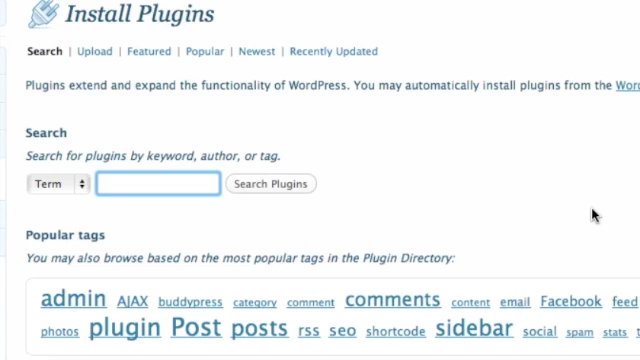 Install Plugins
Search | Upload | Featured | Popular | Newest | Recently Updated
Plugins extend and expand the functionality of WordPress. You may automatically install plugins from the
Search
Search for plugins by keyword, author, or tag.
Term Search Plugins
Popular tags
You may also browse based on the most popular tags in the Plugin Directory:
admin AJAX buddypress category comment comments content email Facebook feed
photos plugin Post posts rss seo shortcode sidebar social spam stats